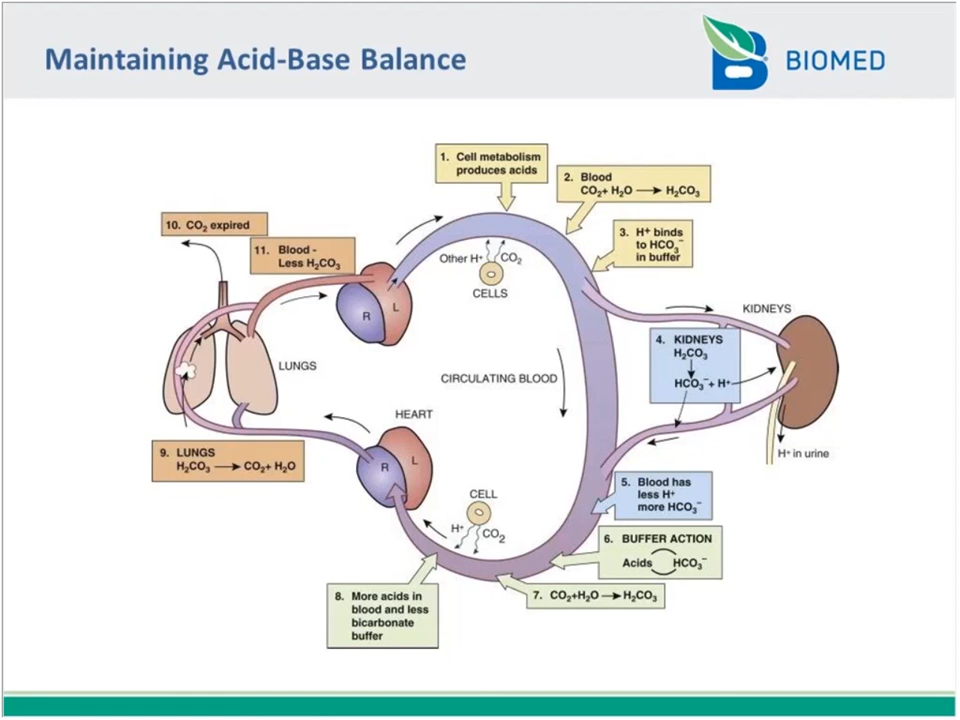 Maintaining Acid-Base Balance
B BIOMED
1. Cell metabolism
produces acids
2. Blood
CO₂+ H₂O ⟶ H₂CO₃
3. H⁺ binds
to HCO₃⁻
in buffer
10. CO₂ expired
11. Blood -
Less H₂CO₃
Other H⁺ CO₂
CELLS
R L
KIDNEYS
4. KIDNEYS
H₂CO₃
↓
HCO₃⁻+ H⁺
LUNGS
CIRCULATING BLOOD
HEART
R L
9. LUNGS
H₂CO₃ ⟶ CO₂+ H₂O
H⁺ in urine
5. Blood has
less H⁺
more HCO₃⁻
CELL
H⁺ CO₂
6. BUFFER ACTION
Acids HCO₃⁻
7. CO₂+H₂O ⟶ H₂CO₃
8. More acids in
blood and less
bicarbonate
buffer